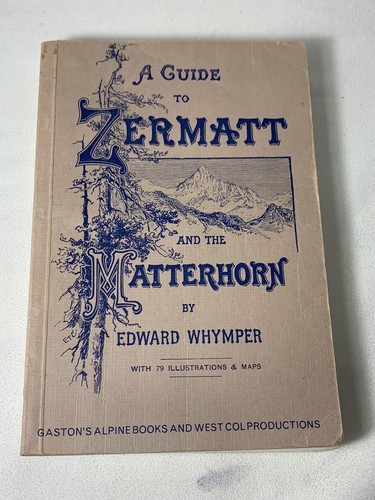 A GUIDE
TO
ZERMATT
AND THE
MATTERHORN
BY
EDWARD WHYMPER
WITH 79 ILLUSTRATIONS & MAPS
GASTON'S ALPINE BOOKS AND WEST COL PRODUCTIONS